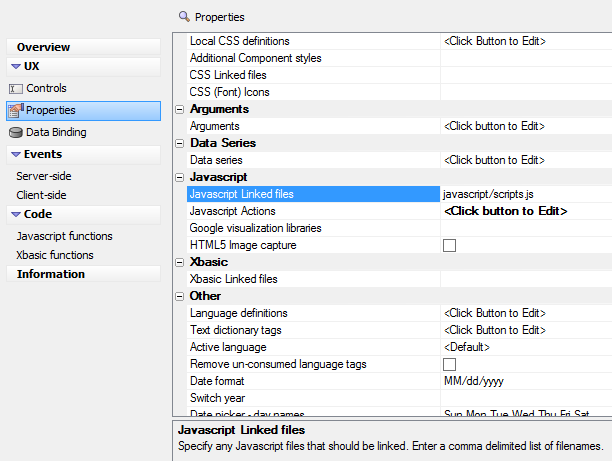 Properties
Overview
UX
Controls
Properties
Data Binding
Events
Server-side
Client-side
Code
Javascript functions
Xbasic functions
Information
Local CSS definitions <Click Button to Edit>
Additional Component styles
CSS Linked files
CSS (Font) Icons
Arguments
Arguments <Click button to Edit>
Data Series
Data series <Click button to Edit>
Javascript
Javascript Linked files javascript/scripts.js
Javascript Actions <Click button to Edit>
Google visualization libraries
HTML5 Image capture
Xbasic
Xbasic Linked files
Other
Language definitions <Click Button to Edit>
Text dictionary tags <Click Button to Edit>
Active language <Default>
Remove un-consumed language tags
Date format MM/dd/yyyy
Switch year
Date picker - day names Sun Mon Tue Wed Thu Fri Sat
Javascript Linked files
Specify any Javascript files that should be linked. Enter a comma delimited list of filenames.